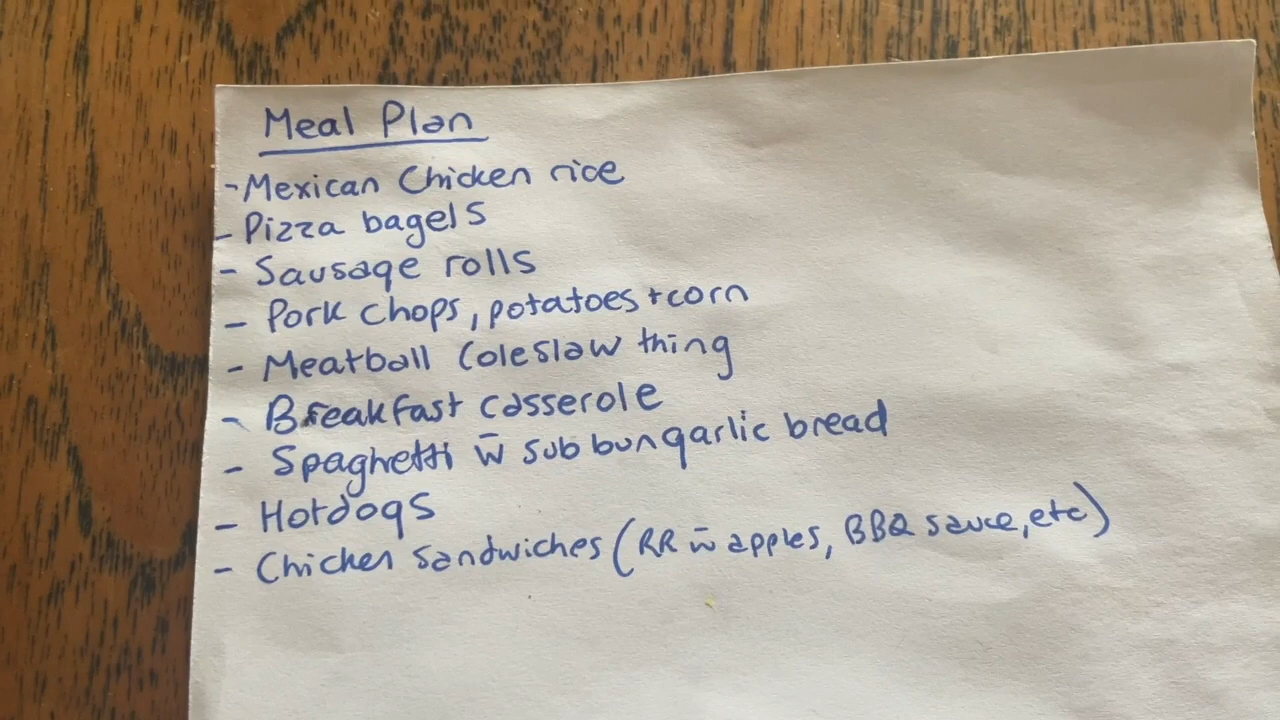 Meal Plan
- Mexican Chicken rice
- Pizza bagels
- Sausage rolls
- Pork chops, potatoes + corn
- Meatball Coleslaw thing
- Breakfast casserole
- Spaghetti w̄ sub bun garlic bread
- Hotdogs
- Chicken sandwiches (RR w̄ apples, BBQ sauce, etc)